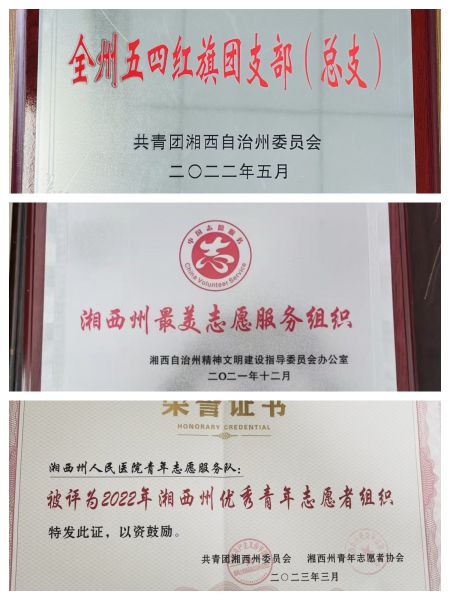 全州五四红旗团支部(总支)
共青团湘西自治州委员会
二〇二二年五月
中国志愿服务
志
China Volunteer Service
湘西州最美志愿服务组织
湘西自治州精神文明建设指导委员会办公室
二〇二一年十二月
荣誉证书
HONORARY CREDENTIAL
湘西州人民医院青年志愿服务队：
被评为2022年湘西州优秀青年志愿者组织
特发此证，以资鼓励。
共青团湘西州委员会 湘西州青年志愿者协会
二〇二三年三月